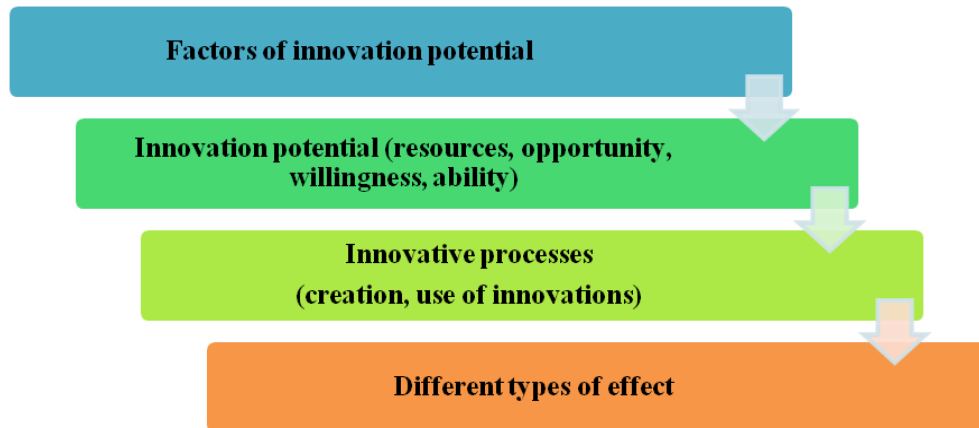 Factors of innovation potential
Innovation potential (resources, opportunity,
willingness, ability)
Innovative processes
(creation, use of innovations)
Different types of effect